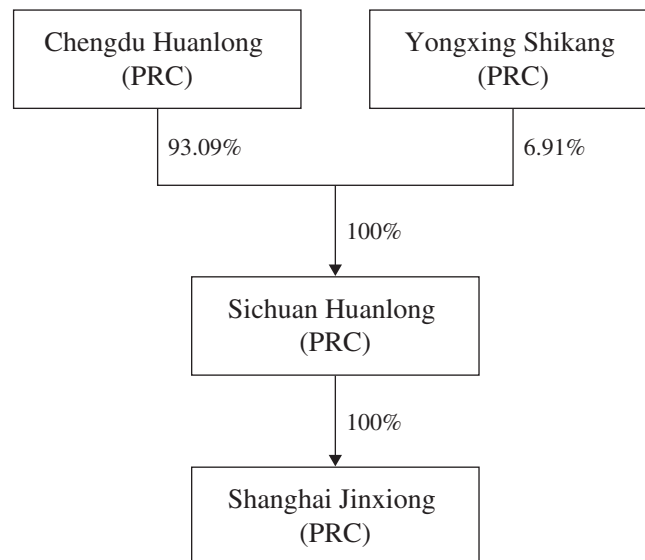 Chengdu Huanlong
(PRC)
Yongxing Shikang
(PRC)
93.09%
6.91%
100%
Sichuan Huanlong
(PRC)
100%
Shanghai Jinxiong
(PRC)